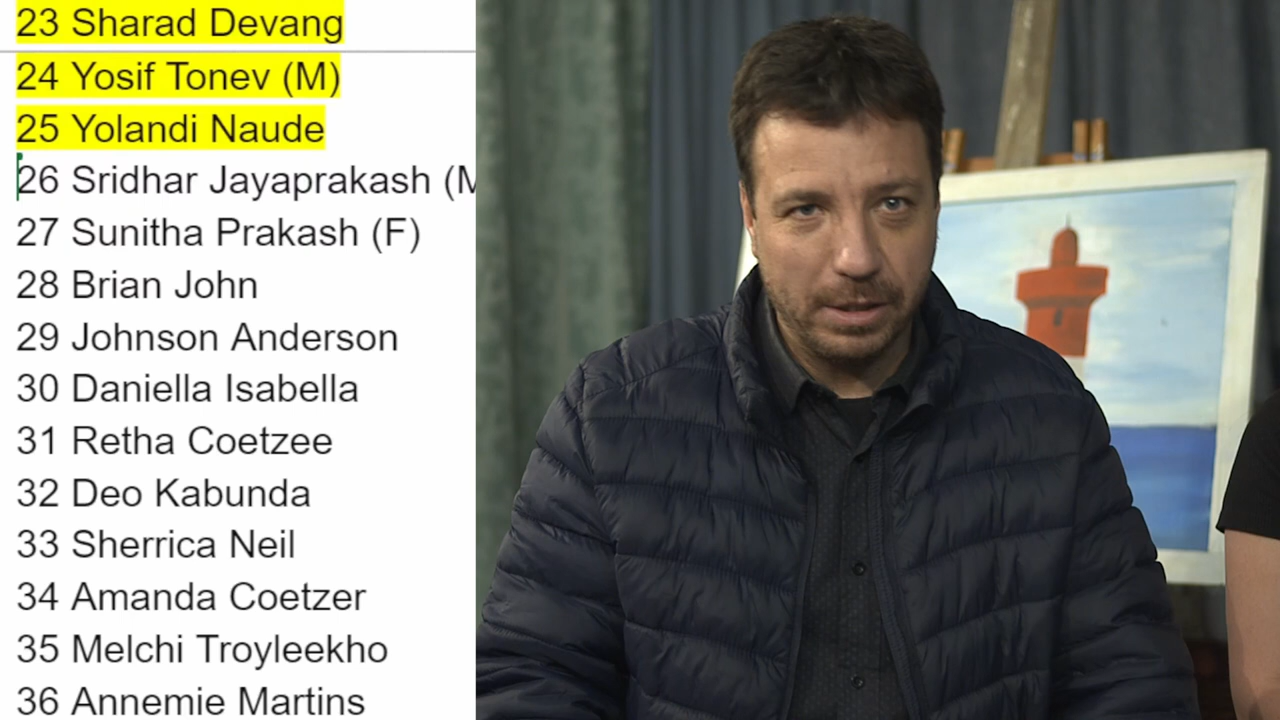 23 Sharad Devang
24 Yosif Tonev (M)
25 Yolandi Naude
26 Sridhar Jayaprakash (M
27 Sunitha Prakash (F)
28 Brian John
29 Johnson Anderson
30 Daniella Isabella
31 Retha Coetzee
32 Deo Kabunda
33 Sherrica Neil
34 Amanda Coetzer
35 Melchi Troyleekho
36 Annemie Martins